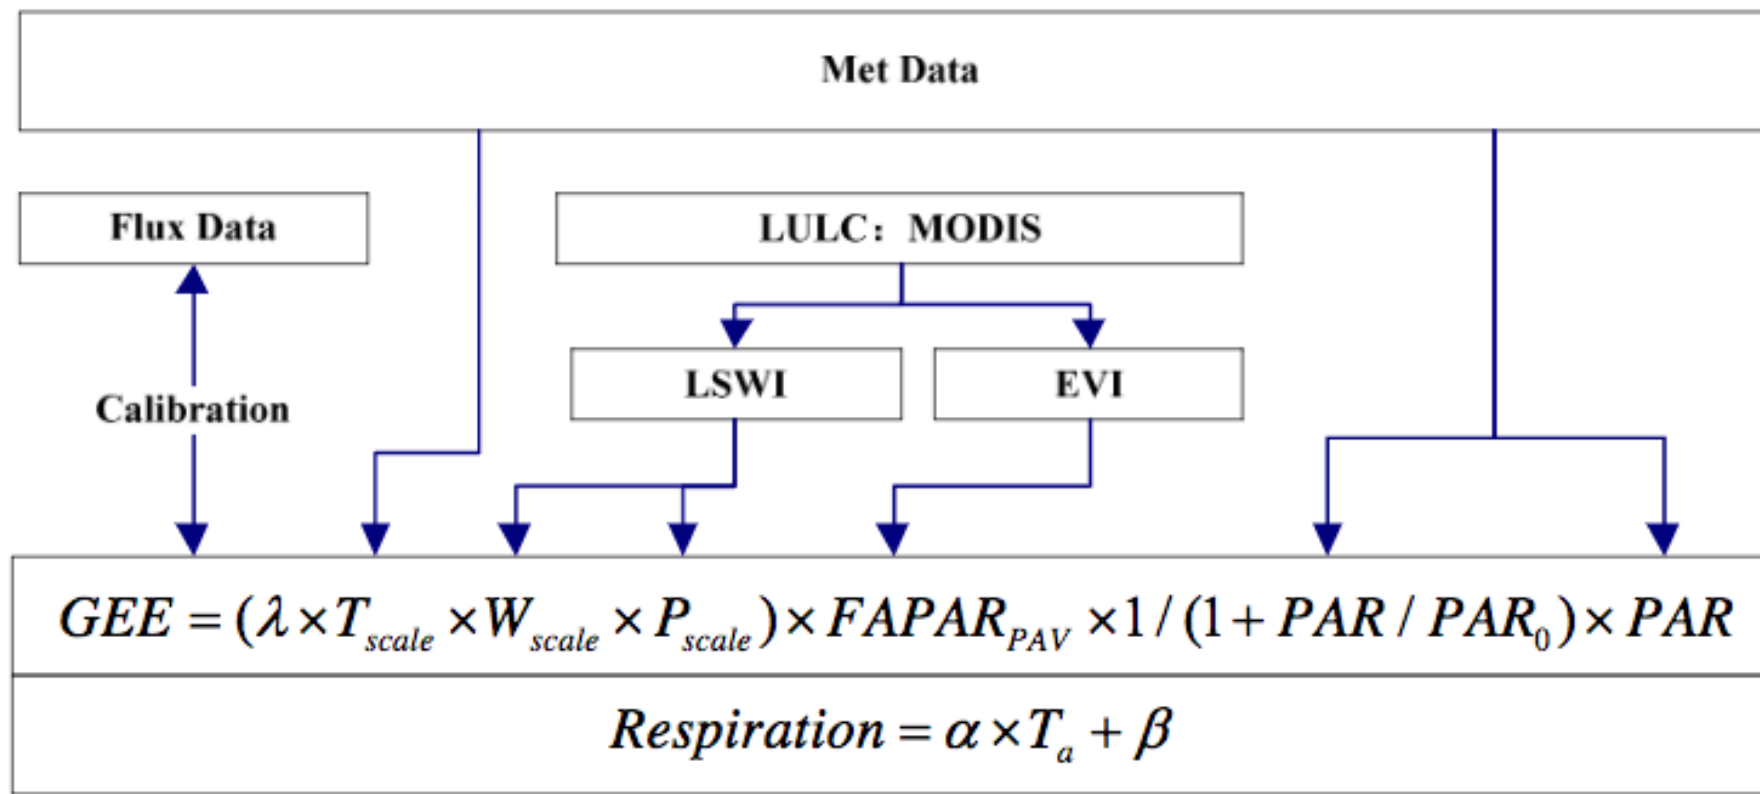 Met Data
Flux Data
LULC：MODIS
LSWI
EVI
Calibration
GEE = (λ×T_scale ×W_scale ×P_scale)×FAPAR_PAV ×1/(1+PAR/PAR_0)×PAR
Respiration = α×T_a + β